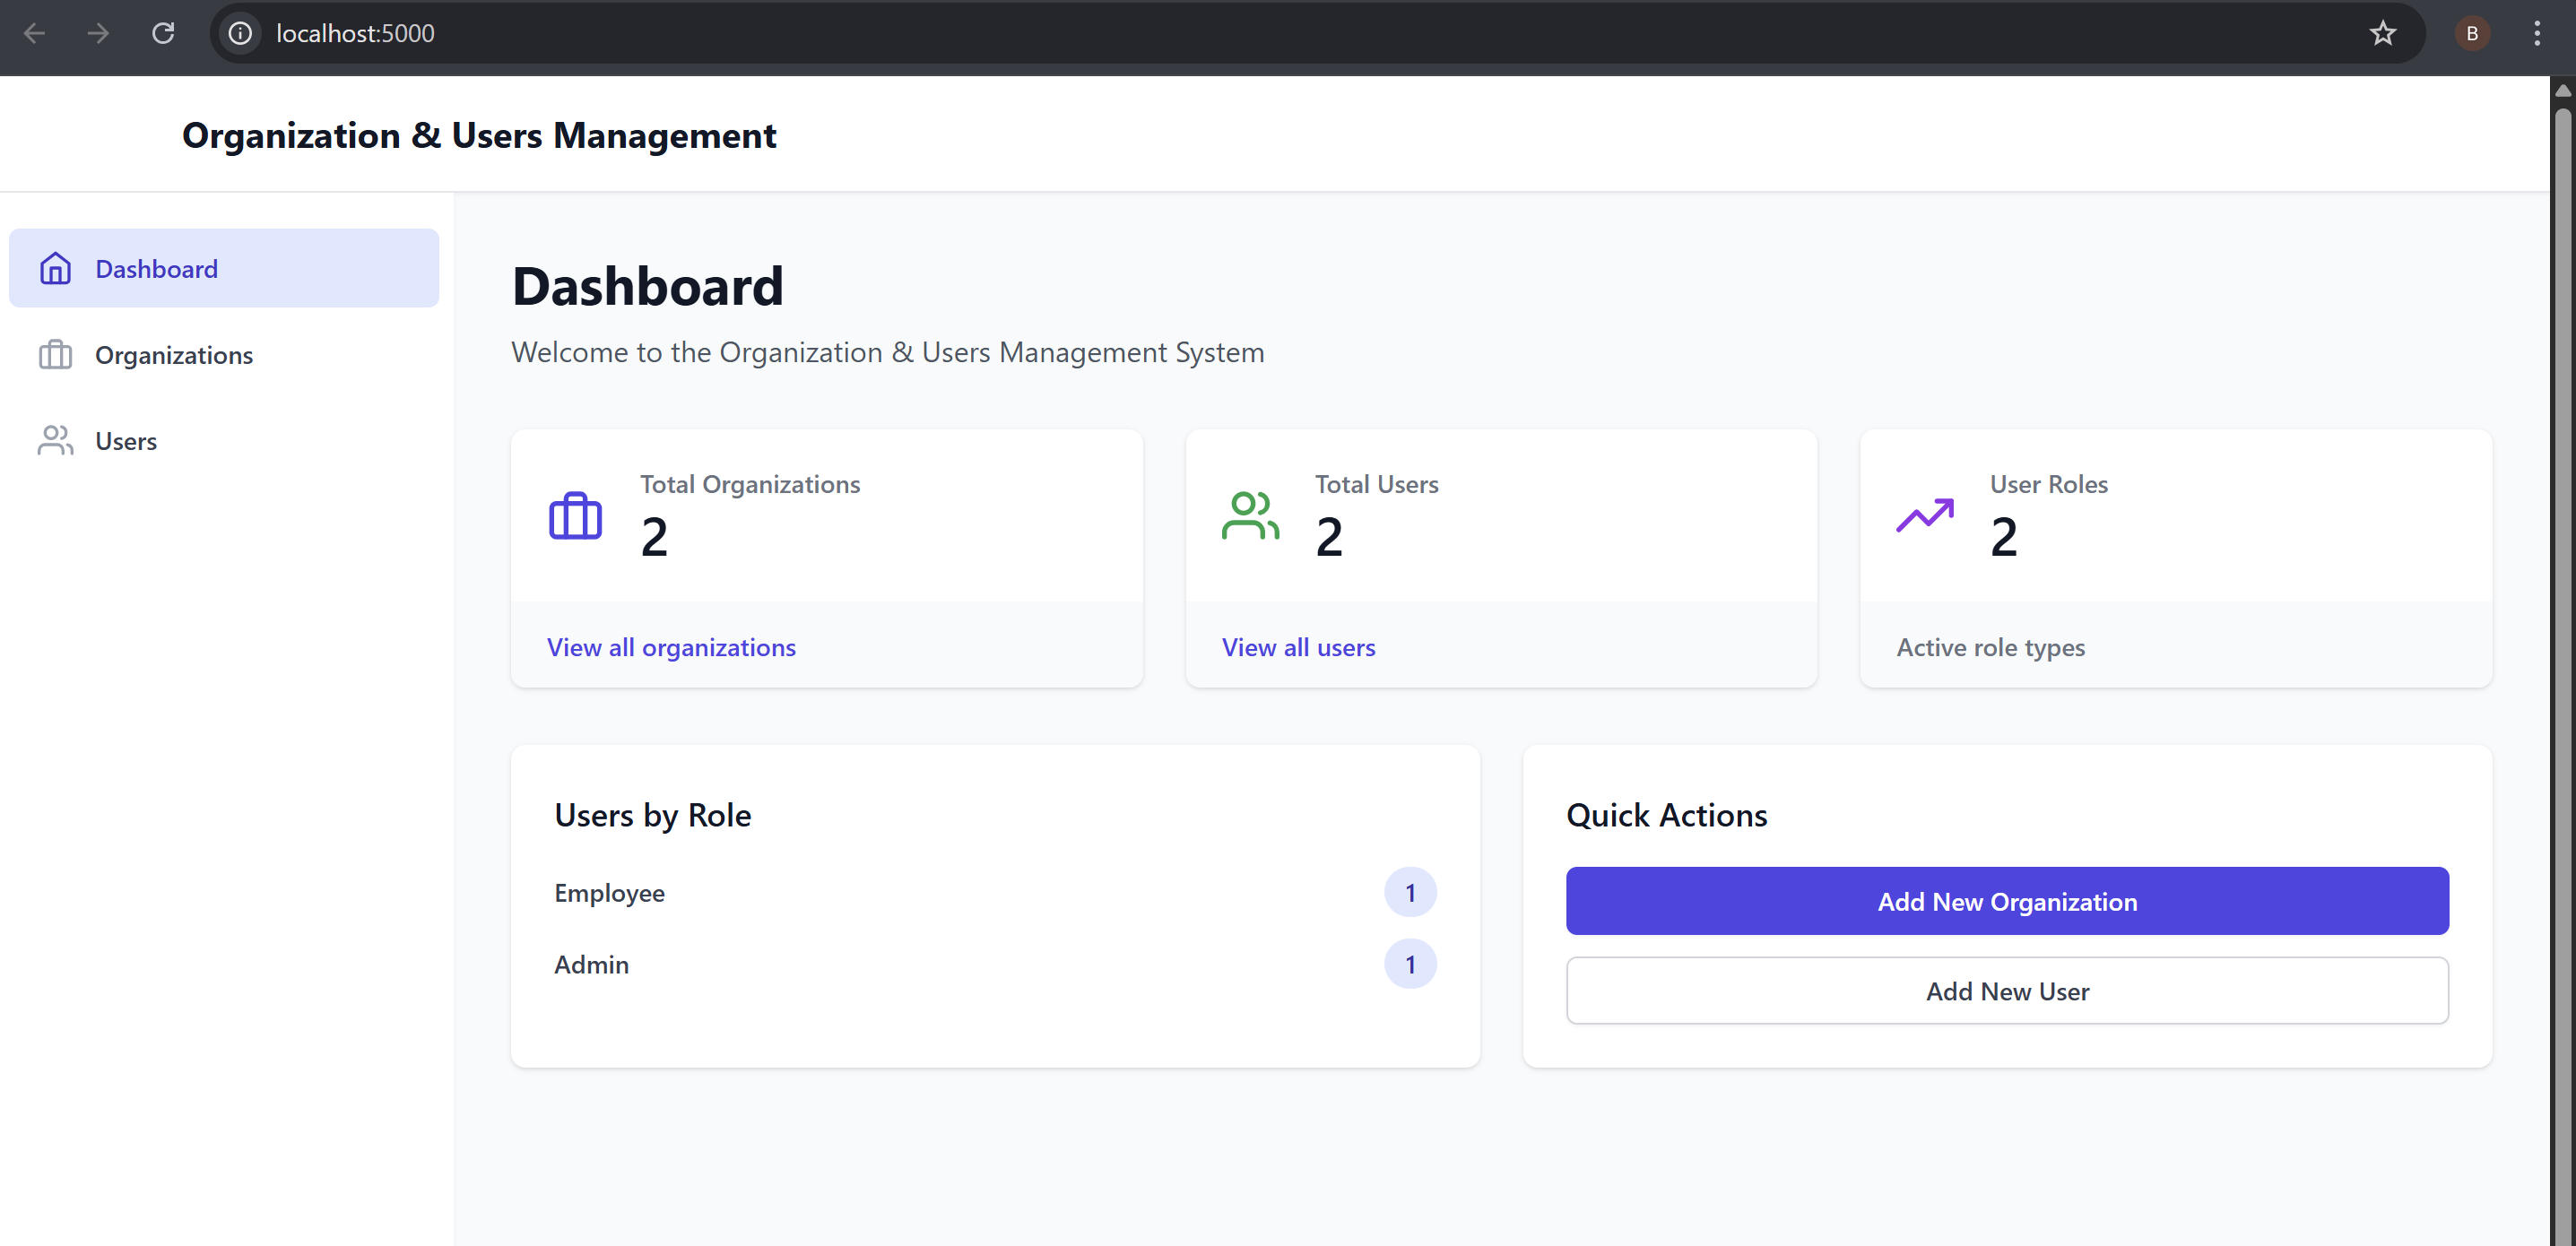 localhost:5000
B
Organization & Users Management
Dashboard
Organizations
Users
Dashboard
Welcome to the Organization & Users Management System
Total Organizations
2
View all organizations
Total Users
2
View all users
User Roles
2
Active role types
Users by Role
Employee 1
Admin 1
Quick Actions
Add New Organization
Add New User